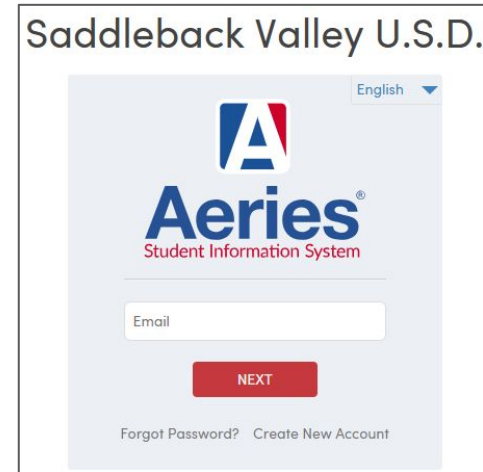 Saddleback Valley U.S.D.
English
A
Aeries®
Student Information System
Email
NEXT
Forgot Password? Create New Account